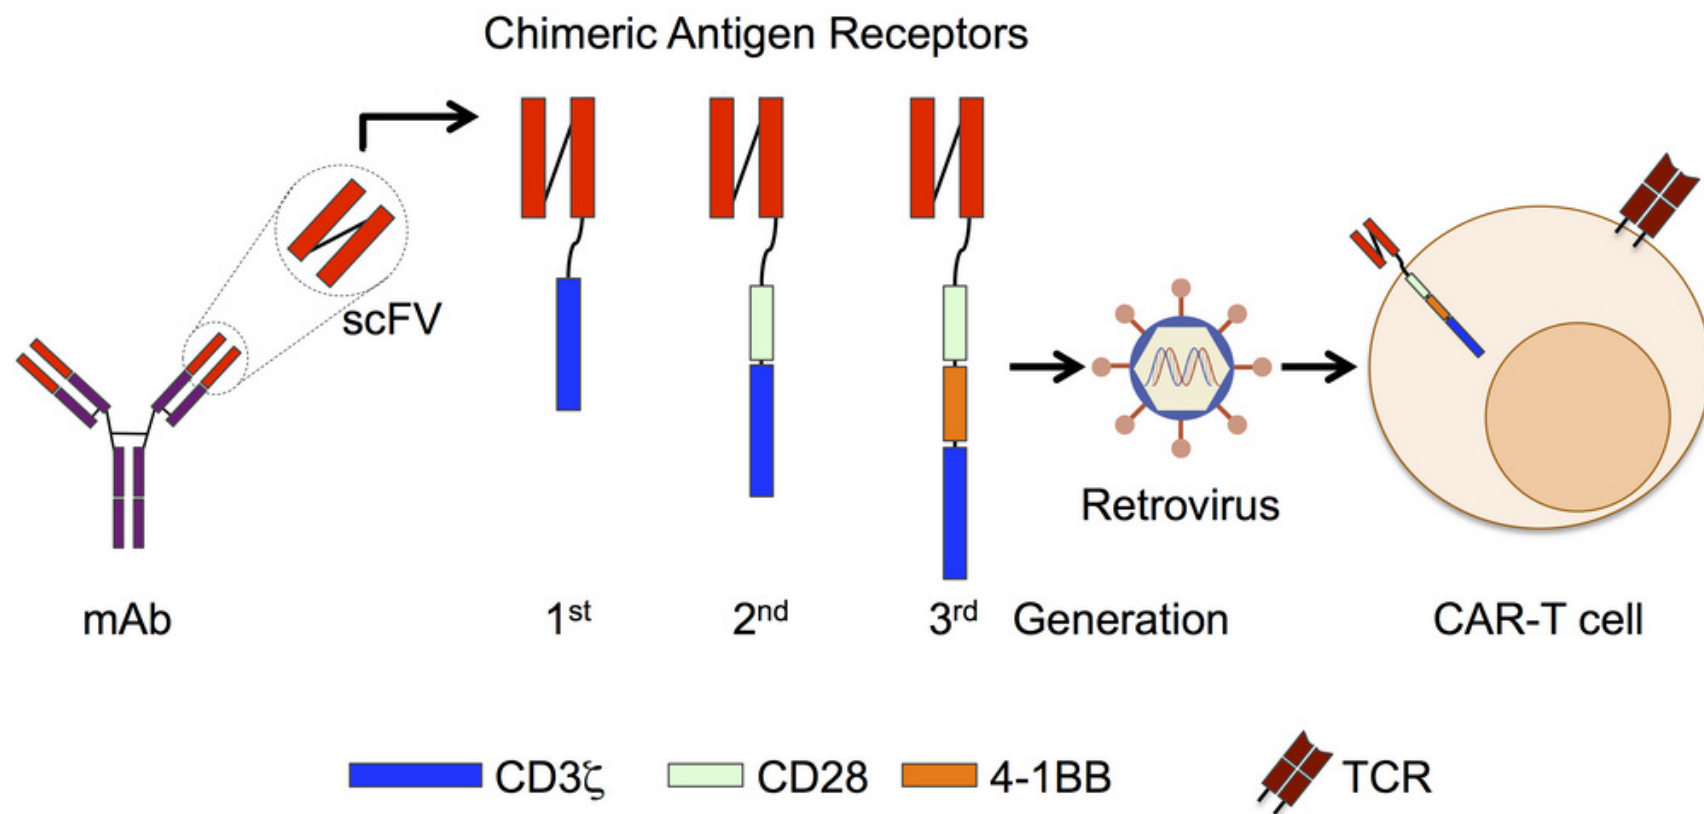 Chimeric Antigen Receptors
scFV
Retrovirus
mAb
1st
2nd
3rd
Generation
CAR-T cell
CD3ζ
CD28
4-1BB
TCR